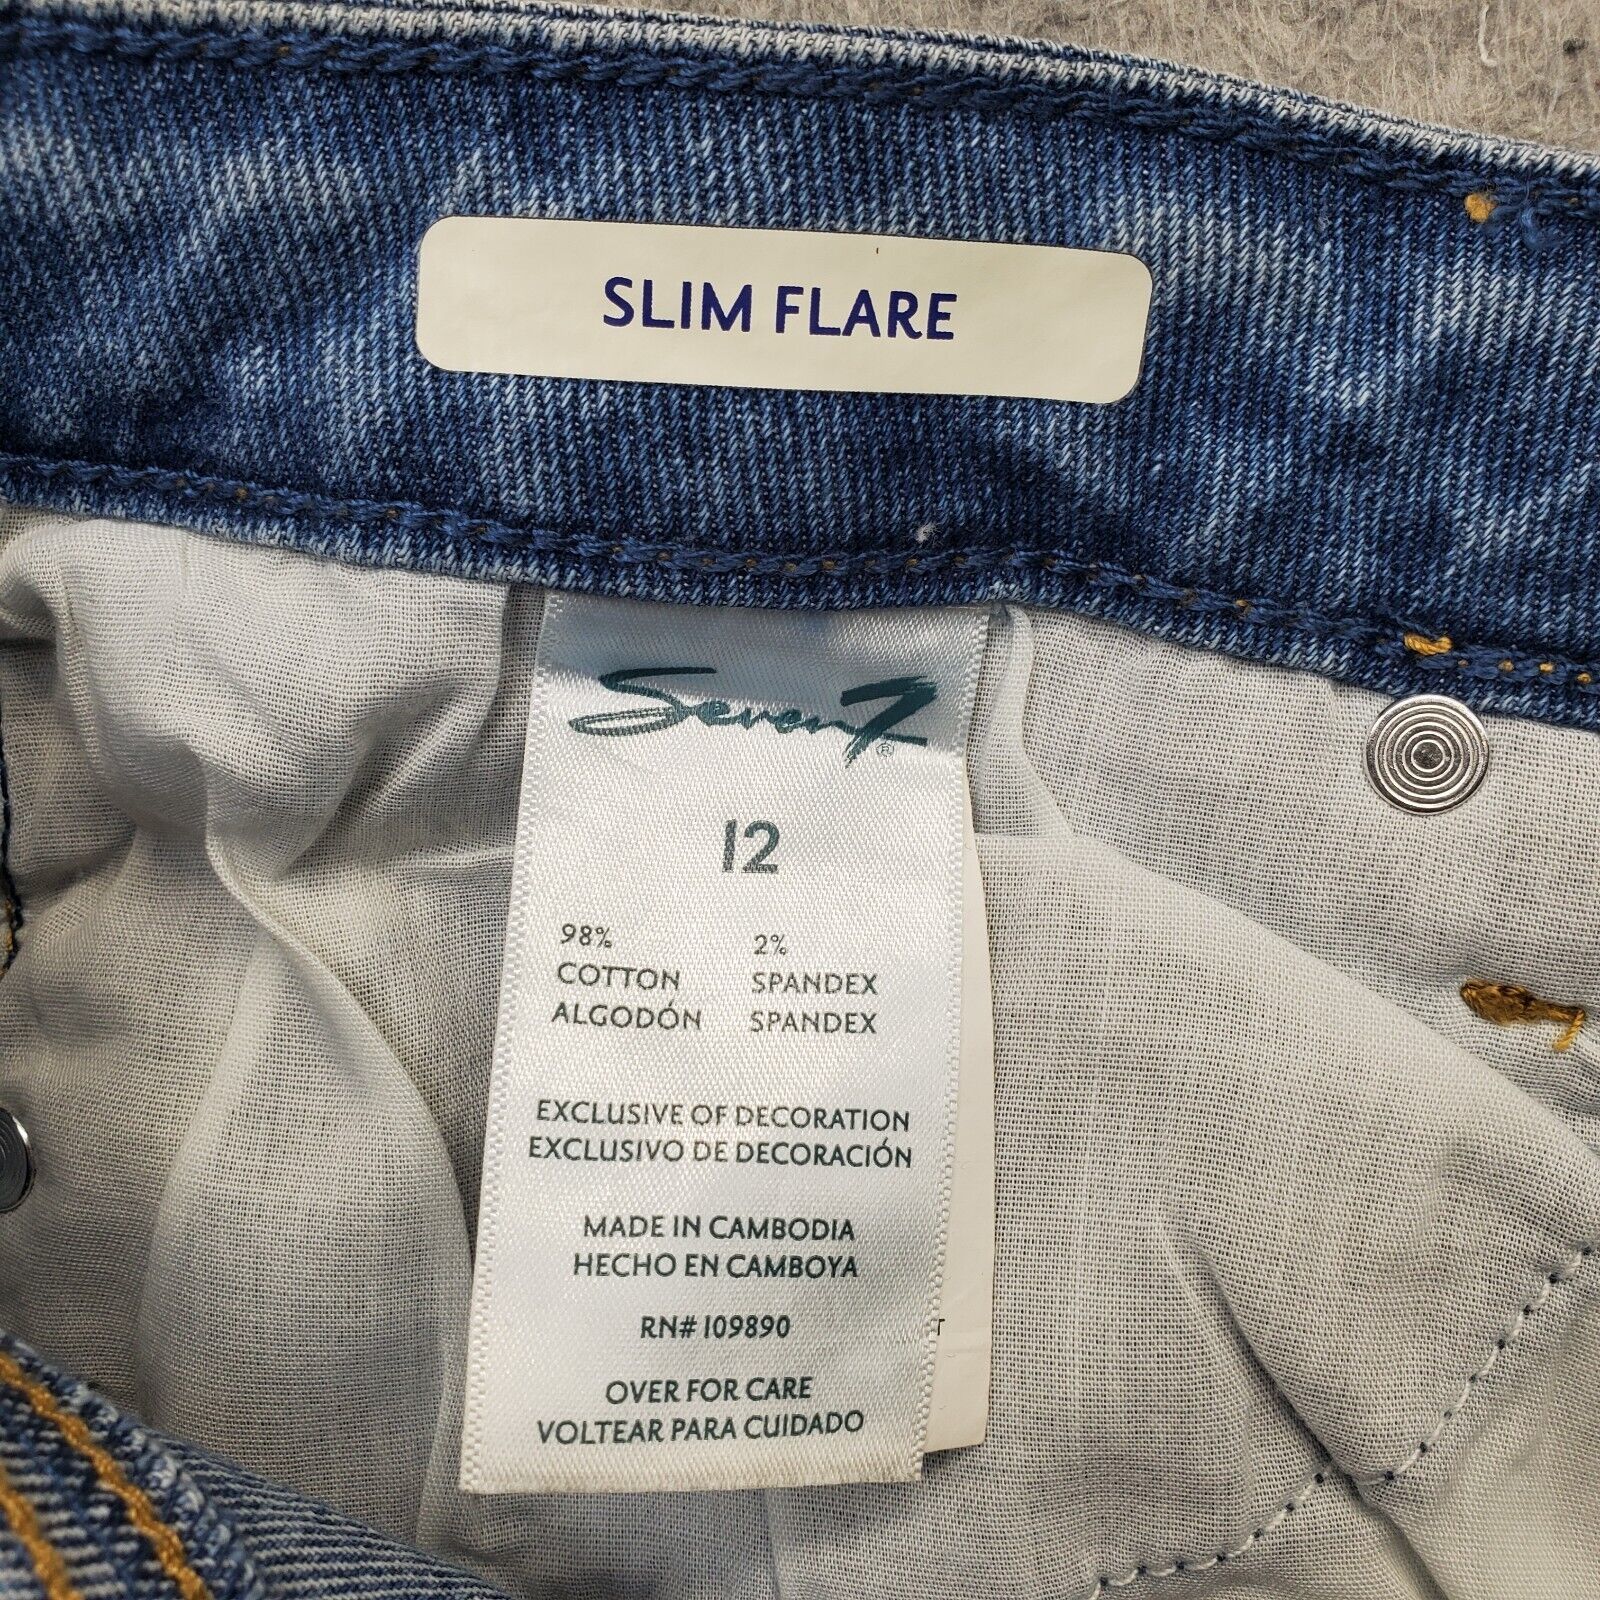 SLIM FLARE
Seven7®
12
98% 2%
COTTON SPANDEX
ALGODÓN SPANDEX
EXCLUSIVE OF DECORATION
EXCLUSIVO DE DECORACIÓN
MADE IN CAMBODIA
HECHO EN CAMBOYA
RN# 109890
T
OVER FOR CARE
VOLTEAR PARA CUIDADO